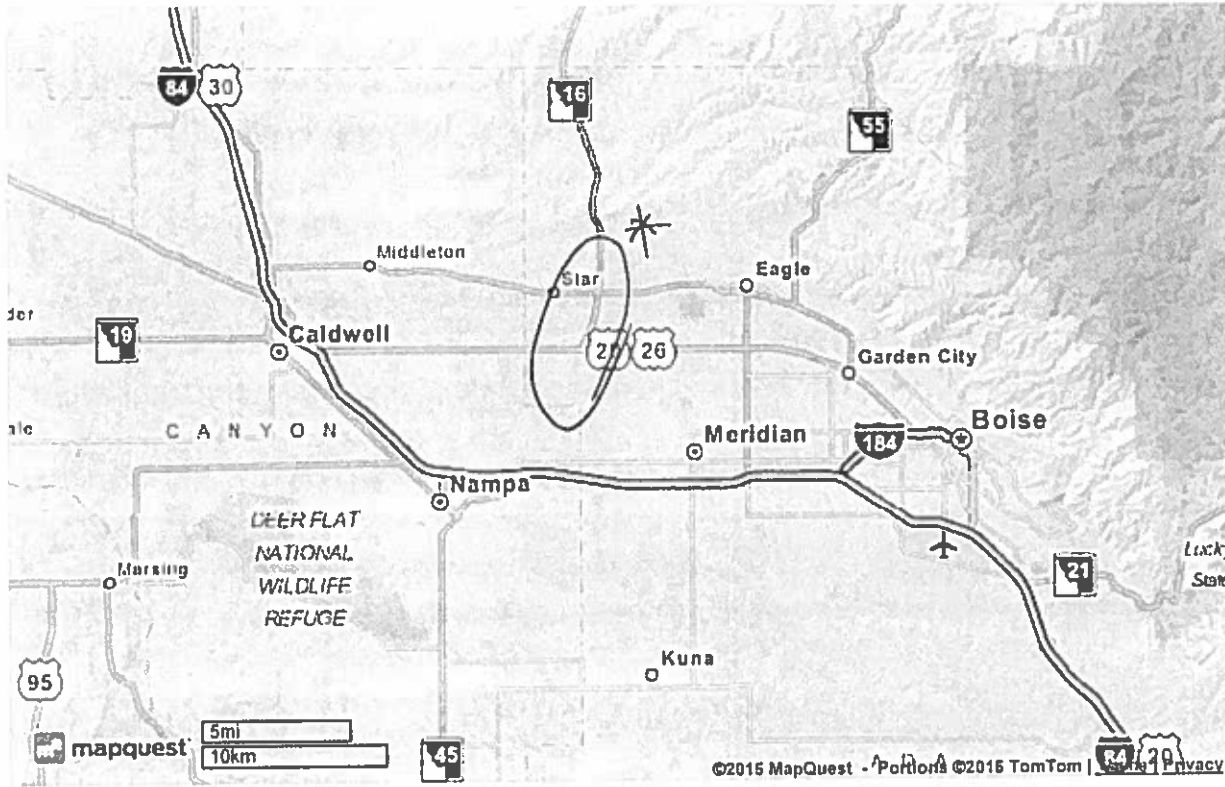 84 30
16
55
Middleton
Star
Eagle
19
Caldwell
26
Garden City
CANYON
Meridian
184
Boise
Nampa
DEER FLAT
NATIONAL
WILDLIFE
REFUGE
Marsing
21
Lucky
State
Kuna
95
mapquest
5mi
10km
45
©2015 MapQuest - Portions ©2015 TomTom | Privacy
84 20